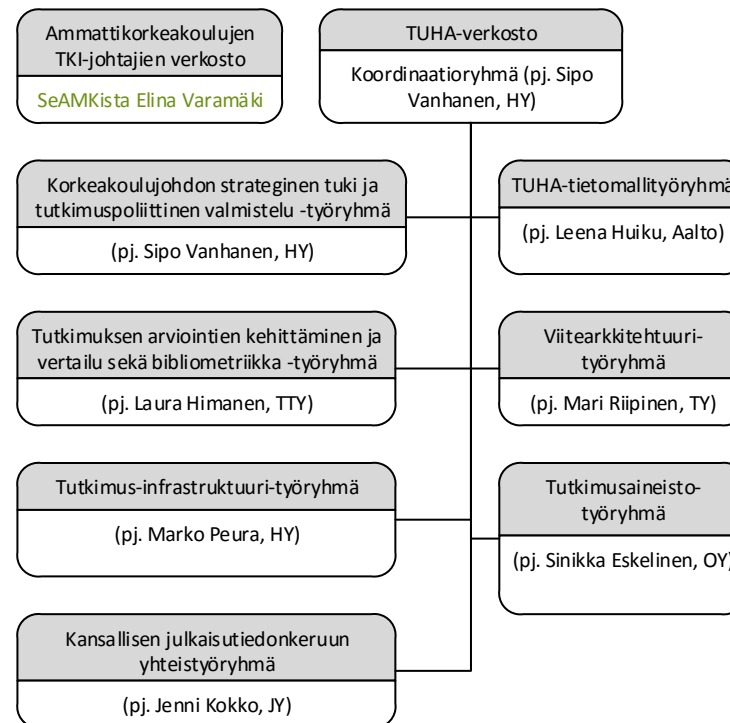 Ammattikorkeakoulujen
TKI-johtajien verkosto
SeAMKista Elina Varamäki
TUHA-verkosto
Koordinaatioryhmä (pj. Sipo
Vanhanen, HY)
Korkeakoulujohdon strateginen tuki ja
tutkimuspoliittinen valmistelu -työryhmä
(pj. Sipo Vanhanen, HY)
TUHA-tietomallityöryhmä
(pj. Leena Huiku, Aalto)
Tutkimuksen arviointien kehittäminen ja
vertailu sekä bibliometriikka -työryhmä
(pj. Laura Himanen, TTY)
Viitearkkitehtuuri-
työryhmä
(pj. Mari Riipinen, TY)
Tutkimus-infrastruktuuri-työryhmä
(pj. Marko Peura, HY)
Tutkimusaineisto-
työryhmä
(pj. Sinikka Eskelinen, OY)
Kansallisen julkaisutiedonkeruun
yhteistyöryhmä
(pj. Jenni Kokko, JY)